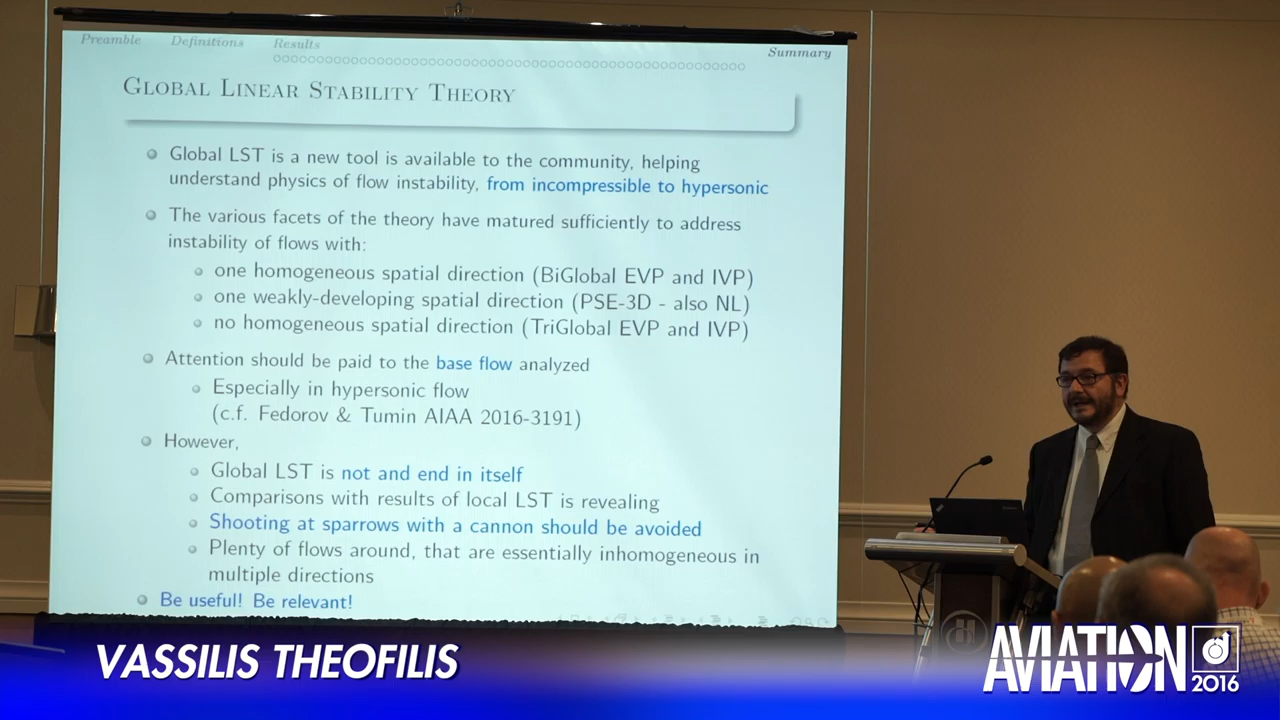 Preamble Definitions Results Summary
GLOBAL LINEAR STABILITY THEORY
Global LST is a new tool is available to the community, helping
understand physics of flow instability, from incompressible to hypersonic
The various facets of the theory have matured sufficiently to address
instability of flows with:
one homogeneous spatial direction (BiGlobal EVP and IVP)
one weakly-developing spatial direction (PSE-3D - also NL)
no homogeneous spatial direction (TriGlobal EVP and IVP)
Attention should be paid to the base flow analyzed
Especially in hypersonic flow
(c.f. Fedorov & Tumin AIAA 2016-3191)
However,
Global LST is not and end in itself
Comparisons with results of local LST is revealing
Shooting at sparrows with a cannon should be avoided
Plenty of flows around, that are essentially inhomogeneous in
multiple directions
Be useful! Be relevant!
VASSILIS THEOFILIS
AVIATION
2016